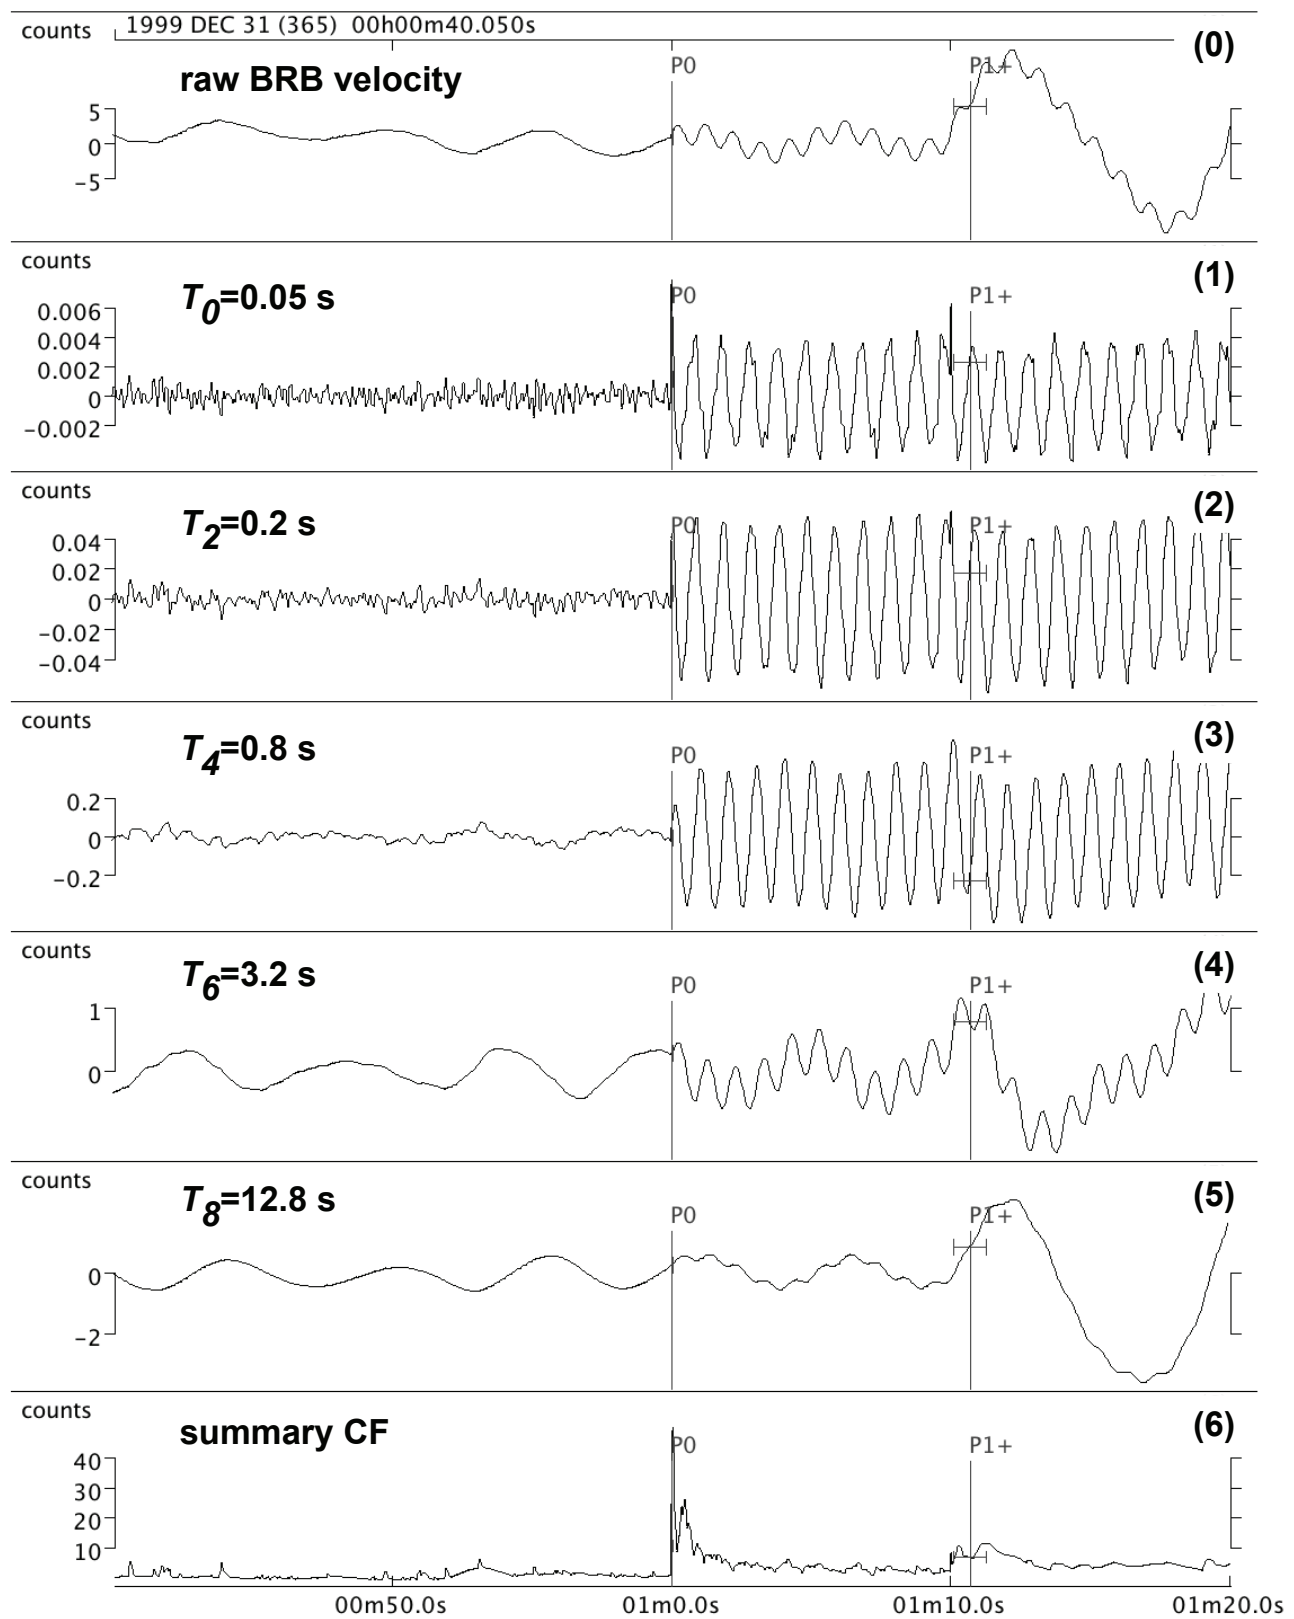 counts 1999 DEC 31 (365) 00h00m40.050s (0)
raw BRB velocity P0 P1+
5
0
−5
counts (1)
T0=0.05 s P0 P1+
0.006
0.004
0.002
0
−0.002
counts (2)
T2=0.2 s P0 P1+
0.04
0.02
0
−0.02
−0.04
counts (3)
T4=0.8 s P0 P1+
0.2
0
−0.2
counts (4)
T6=3.2 s P0 P1+
1
0
counts (5)
T8=12.8 s P0 P1+
0
−2
counts (6)
summary CF P0 P1+
40
30
20
10
00m50.0s 01m0.0s 01m10.0s 01m20.0s